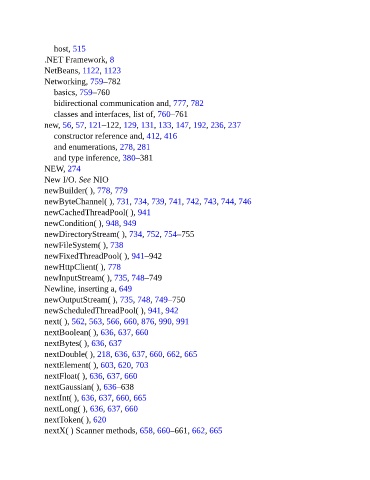 host, 515
.NET Framework, 8
NetBeans, 1122, 1123
Networking, 759–782
basics, 759–760
bidirectional communication and, 777, 782
classes and interfaces, list of, 760–761
new, 56, 57, 121–122, 129, 131, 133, 147, 192, 236, 237
constructor reference and, 412, 416
and enumerations, 278, 281
and type inference, 380–381
NEW, 274
New I/O. See NIO
newBuilder( ), 778, 779
newByteChannel( ), 731, 734, 739, 741, 742, 743, 744, 746
newCachedThreadPool( ), 941
newCondition( ), 948, 949
newDirectoryStream( ), 734, 752, 754–755
newFileSystem( ), 738
newFixedThreadPool( ), 941–942
newHttpClient( ), 778
newInputStream( ), 735, 748–749
Newline, inserting a, 649
newOutputStream( ), 735, 748, 749–750
newScheduledThreadPool( ), 941, 942
next( ), 562, 563, 566, 660, 876, 990, 991
nextBoolean( ), 636, 637, 660
nextBytes( ), 636, 637
nextDouble( ), 218, 636, 637, 660, 662, 665
nextElement( ), 603, 620, 703
nextFloat( ), 636, 637, 660
nextGaussian( ), 636–638
nextInt( ), 636, 637, 660, 665
nextLong( ), 636, 637, 660
nextToken( ), 620
nextX( ) Scanner methods, 658, 660–661, 662, 665